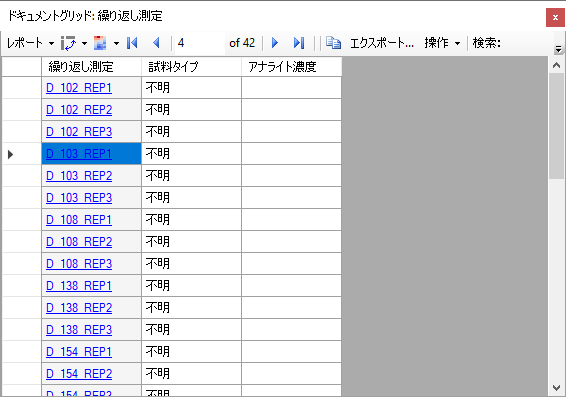 ドキュメントグリッド: 繰り返し測定
レポート 4 of 42 エクスポート... 操作 検索:
繰り返し測定 試料タイプ アナライト濃度
D_102_REP1 不明
D_102_REP2 不明
D_102_REP3 不明
D_103_REP1 不明
D_103_REP2 不明
D_103_REP3 不明
D_108_REP1 不明
D_108_REP2 不明
D_108_REP3 不明
D_138_REP1 不明
D_138_REP2 不明
D_138_REP3 不明
D_154_REP1 不明
D_154_REP2 不明
D_154_REP3 不明